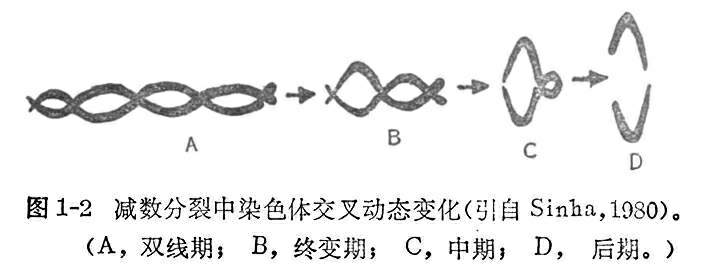 A
B
C
D
图1-2 减数分裂中染色体交叉动态变化(引自 Sinha,1980)。
(A,双线期; B,终变期; C,中期; D, 后期。)